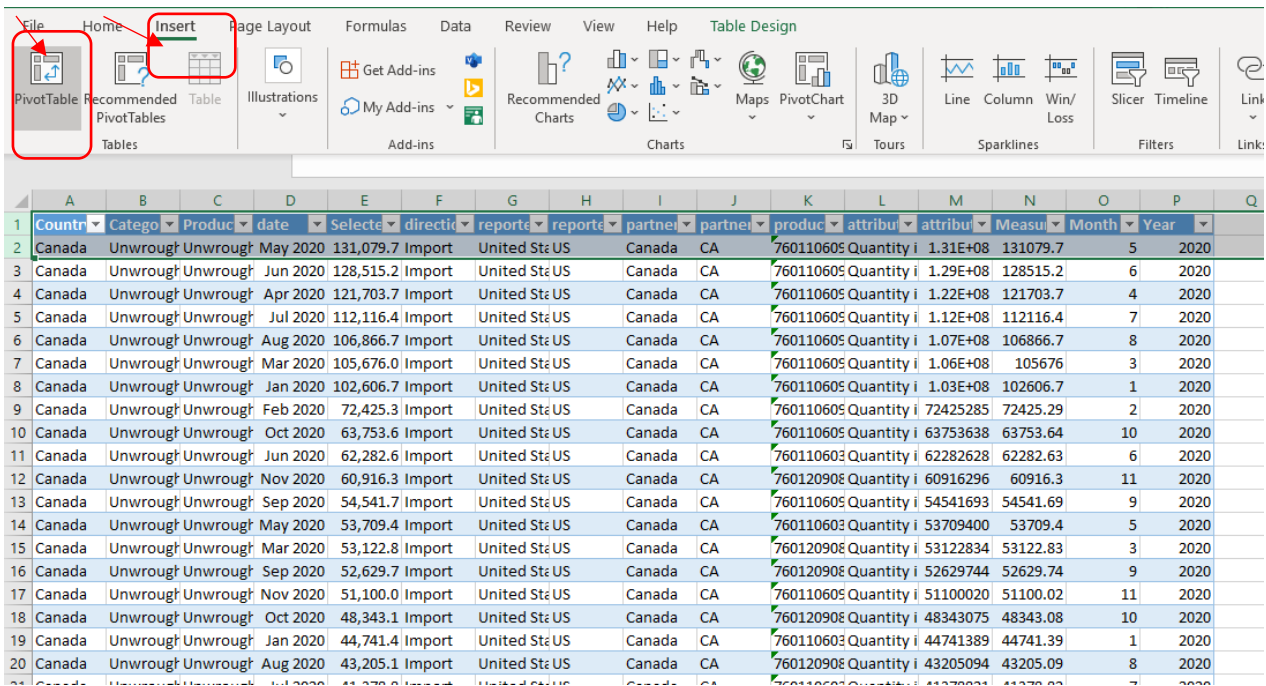 File Home Insert Page Layout Formulas Data Review View Help Table Design
PivotTable Recommended PivotTables Table Illustrations Get Add-ins My Add-ins Recommended Charts Maps PivotChart 3D Map Line Column Win/ Loss Slicer Timeline Link
Tables Add-ins Charts Tours Sparklines Filters Links
A B C D E F G H I J K L M N O P Q
1 Countr Catego Produc date Selecte directio reporte reporte partner partner produc attribut attribut Measur Month Year
2 Canada Unwrough Unwrough May 2020 131,079.7 Import United Sta US Canada CA 760110609 Quantity i 1.31E+08 131079.7 5 2020
3 Canada Unwrough Unwrough Jun 2020 128,515.2 Import United Sta US Canada CA 760110609 Quantity i 1.29E+08 128515.2 6 2020
4 Canada Unwrough Unwrough Apr 2020 121,703.7 Import United Sta US Canada CA 760110609 Quantity i 1.22E+08 121703.7 4 2020
5 Canada Unwrough Unwrough Jul 2020 112,116.4 Import United Sta US Canada CA 760110609 Quantity i 1.12E+08 112116.4 7 2020
6 Canada Unwrough Unwrough Aug 2020 106,866.7 Import United Sta US Canada CA 760110609 Quantity i 1.07E+08 106866.7 8 2020
7 Canada Unwrough Unwrough Mar 2020 105,676.0 Import United Sta US Canada CA 760110609 Quantity i 1.06E+08 105676 3 2020
8 Canada Unwrough Unwrough Jan 2020 102,606.7 Import United Sta US Canada CA 760110609 Quantity i 1.03E+08 102606.7 1 2020
9 Canada Unwrough Unwrough Feb 2020 72,425.3 Import United Sta US Canada CA 760110609 Quantity i 72425285 72425.29 2 2020
10 Canada Unwrough Unwrough Oct 2020 63,753.6 Import United Sta US Canada CA 760110609 Quantity i 63753638 63753.64 10 2020
11 Canada Unwrough Unwrough Jun 2020 62,282.6 Import United Sta US Canada CA 760110603 Quantity i 62282628 62282.63 6 2020
12 Canada Unwrough Unwrough Nov 2020 60,916.3 Import United Sta US Canada CA 760120908 Quantity i 60916296 60916.3 11 2020
13 Canada Unwrough Unwrough Sep 2020 54,541.7 Import United Sta US Canada CA 760110609 Quantity i 54541693 54541.69 9 2020
14 Canada Unwrough Unwrough May 2020 53,709.4 Import United Sta US Canada CA 760110603 Quantity i 53709400 53709.4 5 2020
15 Canada Unwrough Unwrough Mar 2020 53,122.8 Import United Sta US Canada CA 760120908 Quantity i 53122834 53122.83 3 2020
16 Canada Unwrough Unwrough Sep 2020 52,629.7 Import United Sta US Canada CA 760120908 Quantity i 52629744 52629.74 9 2020
17 Canada Unwrough Unwrough Nov 2020 51,100.0 Import United Sta US Canada CA 760110609 Quantity i 51100020 51100.02 11 2020
18 Canada Unwrough Unwrough Oct 2020 48,343.1 Import United Sta US Canada CA 760120908 Quantity i 48343075 48343.08 10 2020
19 Canada Unwrough Unwrough Jan 2020 44,741.4 Import United Sta US Canada CA 760110603 Quantity i 44741389 44741.39 1 2020
20 Canada Unwrough Unwrough Aug 2020 43,205.1 Import United Sta US Canada CA 760120908 Quantity i 43205094 43205.09 8 2020